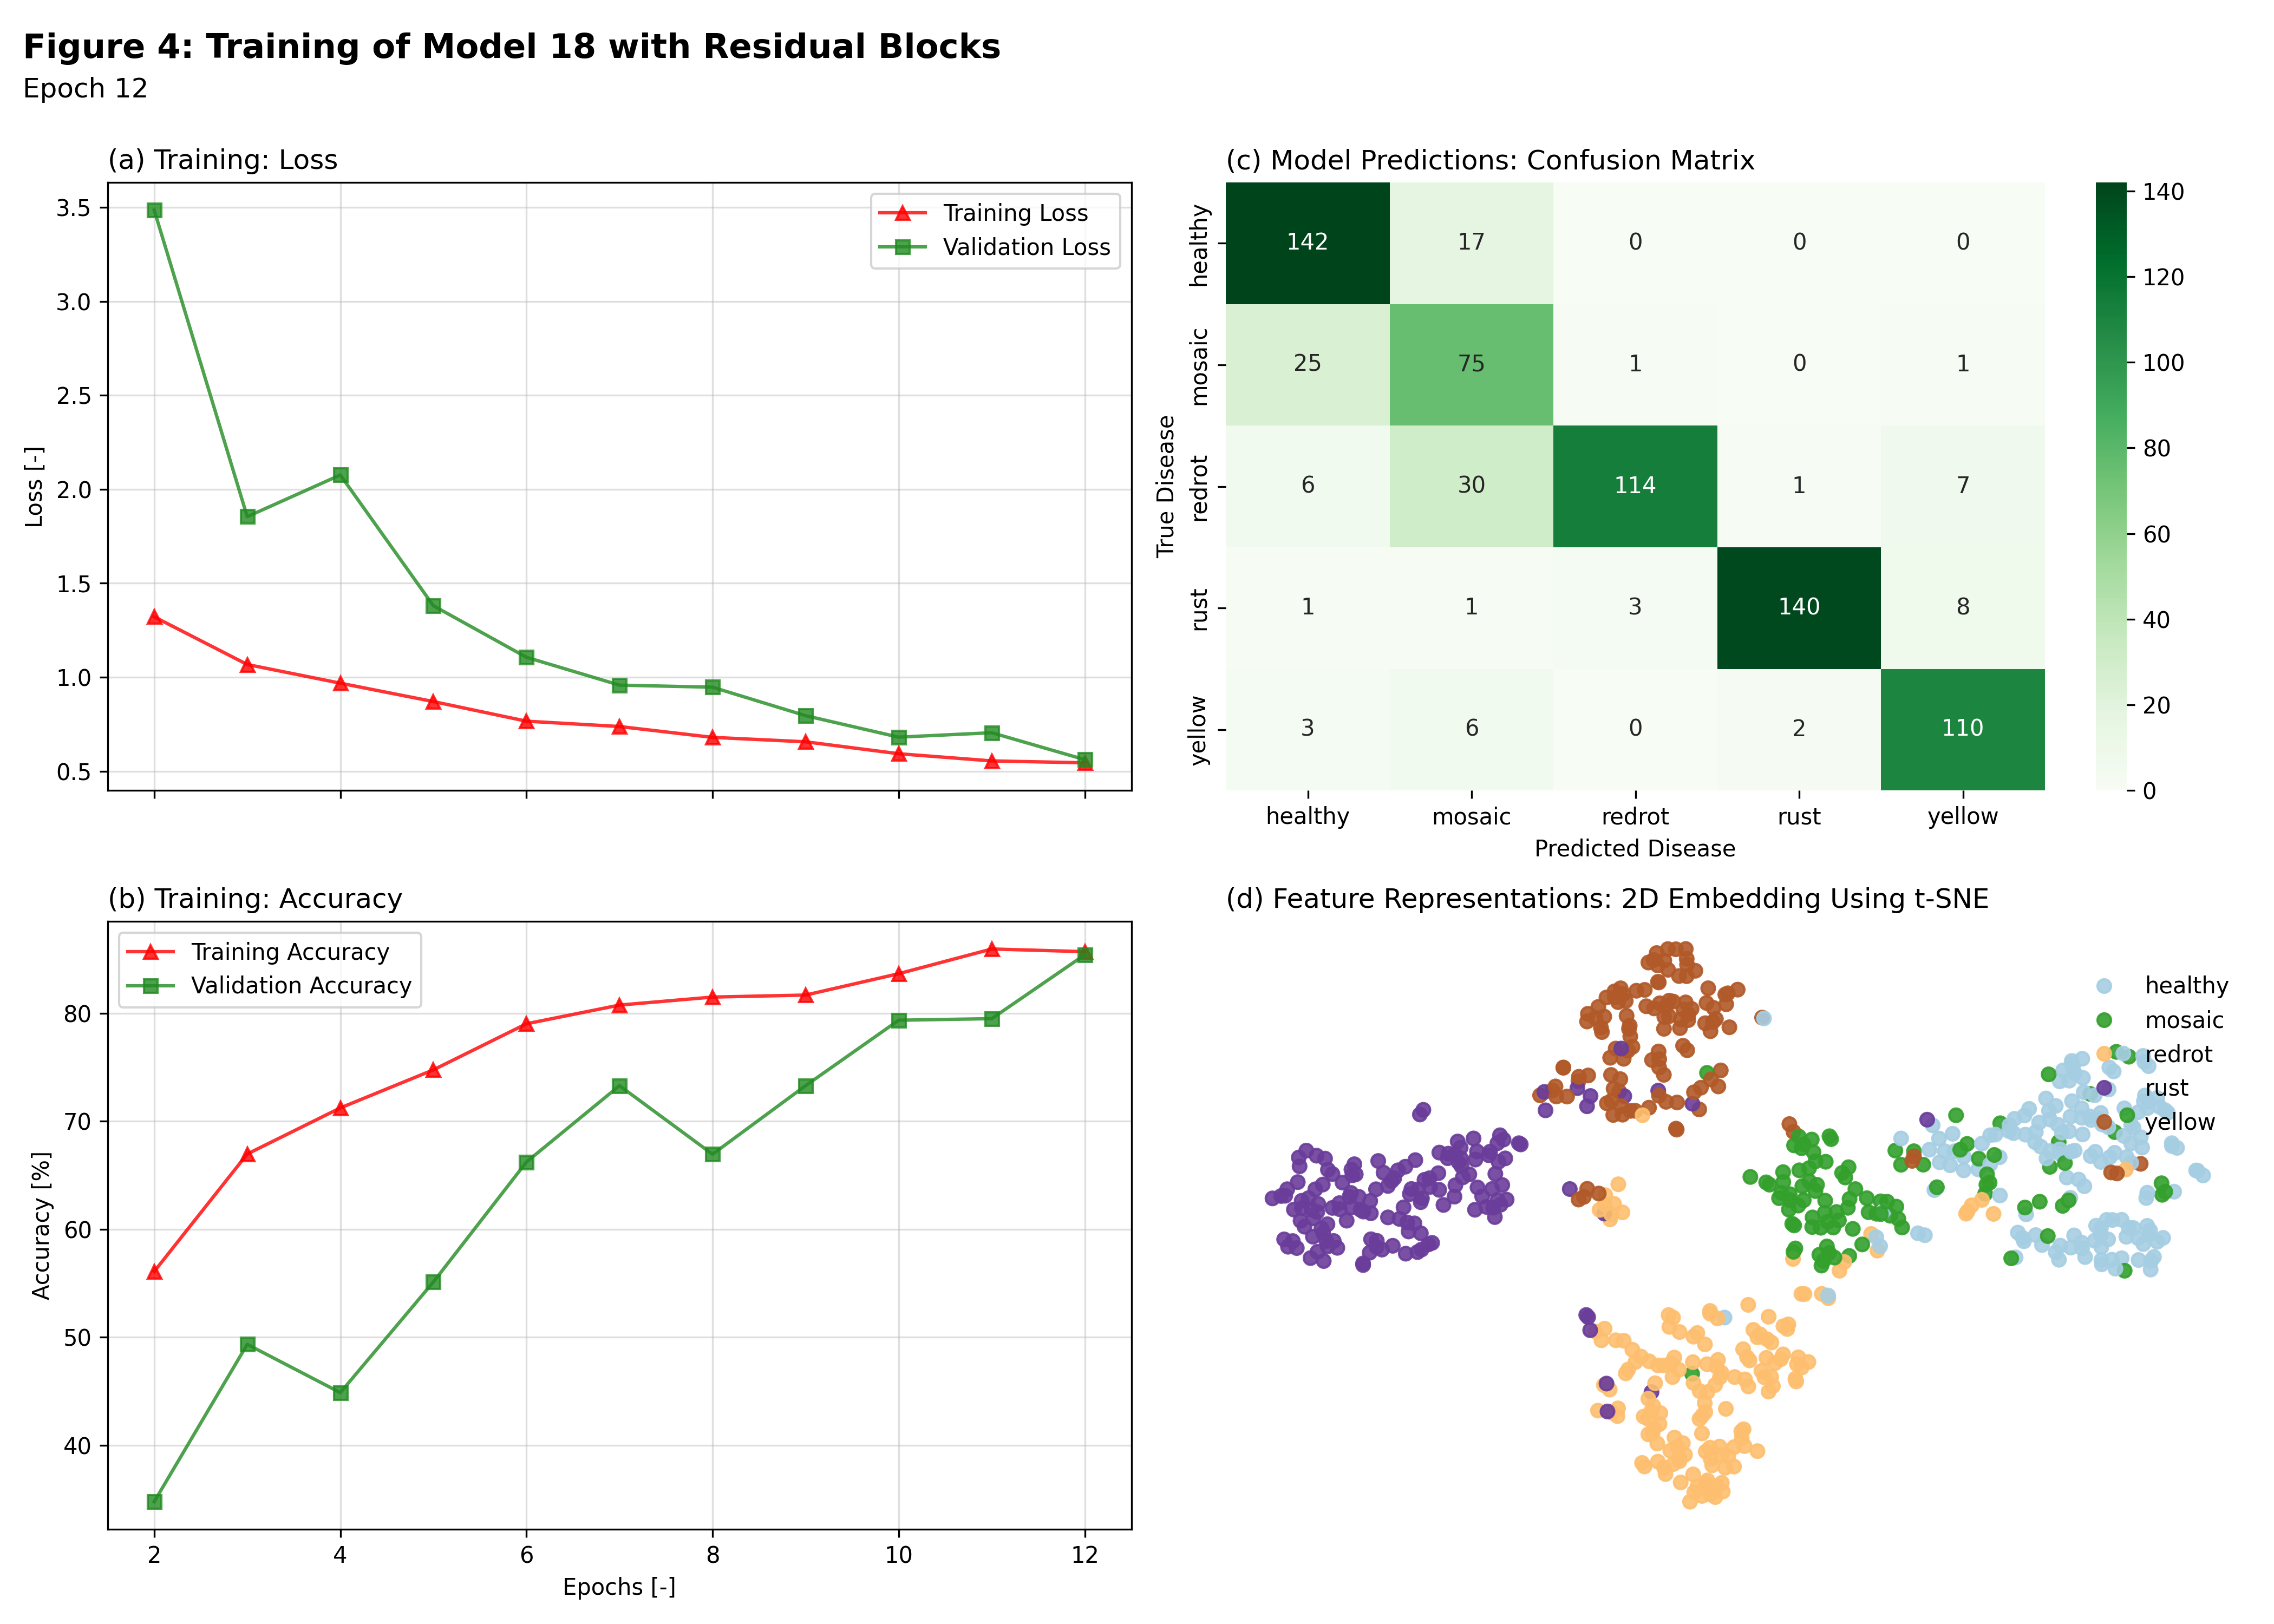 Figure 4: Training of Model 18 with Residual Blocks
Epoch 12
(a) Training: Loss
3.5
3.0
2.5
2.0
1.5
1.0
0.5
Loss [-]
Training Loss
Validation Loss
(b) Training: Accuracy
80
70
60
50
40
Accuracy [%]
Training Accuracy
Validation Accuracy
2 4 6 8 10 12
Epochs [-]
(c) Model Predictions: Confusion Matrix
True Disease
healthy 142 17 0 0 0
mosaic 25 75 1 0 1
redrot 6 30 114 1 7
rust 1 1 3 140 8
yellow 3 6 0 2 110
healthy mosaic redrot rust yellow
Predicted Disease
140
120
100
80
60
40
20
0
(d) Feature Representations: 2D Embedding Using t-SNE
healthy
mosaic
redrot
rust
yellow